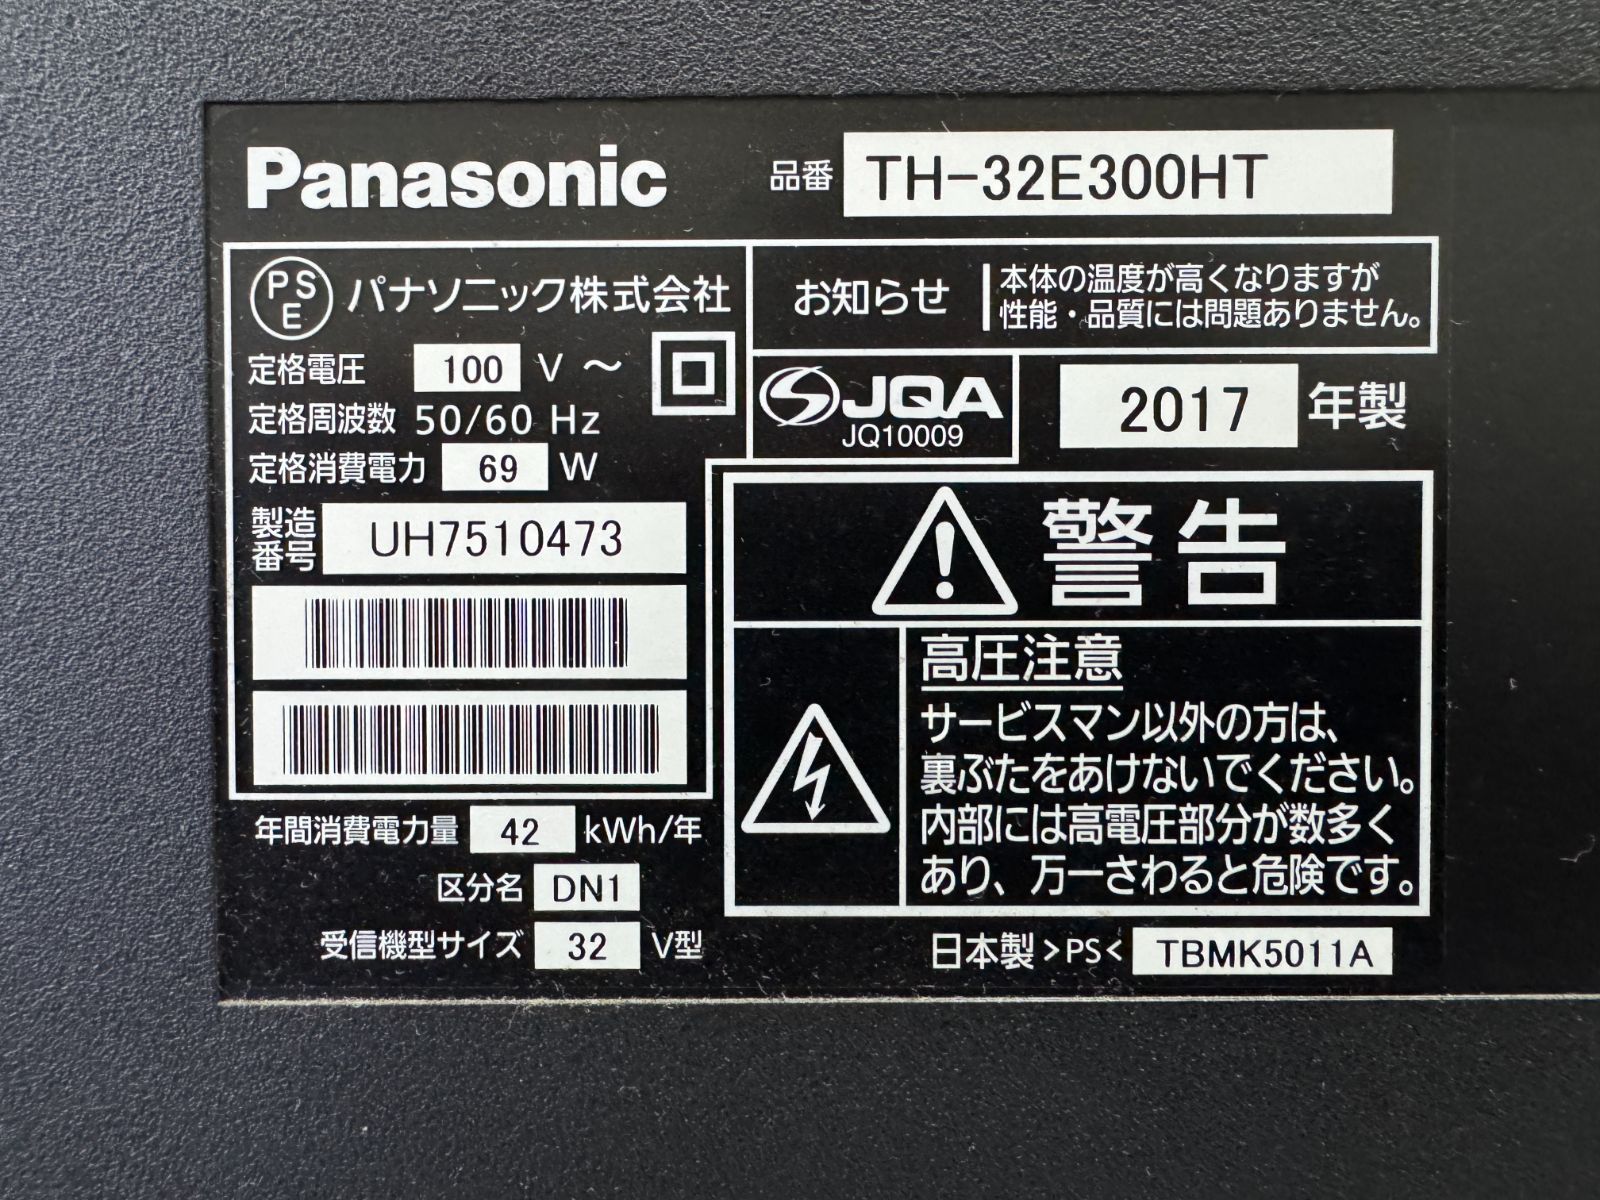 Panasonic 品番 TH-32E300HT
PSE パナソニック株式会社
定格電圧 100 V ～
定格周波数 50/60 Hz
定格消費電力 69 W
製造番号 UH7510473
年間消費電力量 42 kWh/年
区分名 DN1
受信機型サイズ 32 V型
お知らせ
本体の温度が高くなりますが
性能・品質には問題ありません。
JQA
JQ10009
2017 年製
警告
高圧注意
サービスマン以外の方は、
裏ぶたをあけないでください。
内部には高電圧部分が数多く
あり、万一さわると危険です。
日本製 >PS< TBMK5011A